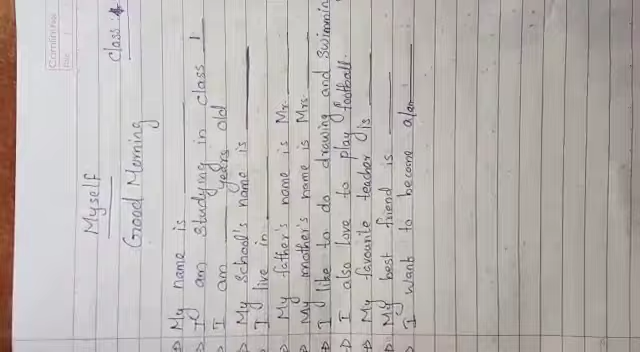 Class :-
Myself
Good Morning
My name is
I am studying in class 1
I am years old
My school's name is
I live in
My father's name is Mr.
My mother's name is Mrs.
I like to do drawing and swimmin
I also love to play football.
My favourite teacher is
My best friend is
I want to become a/an